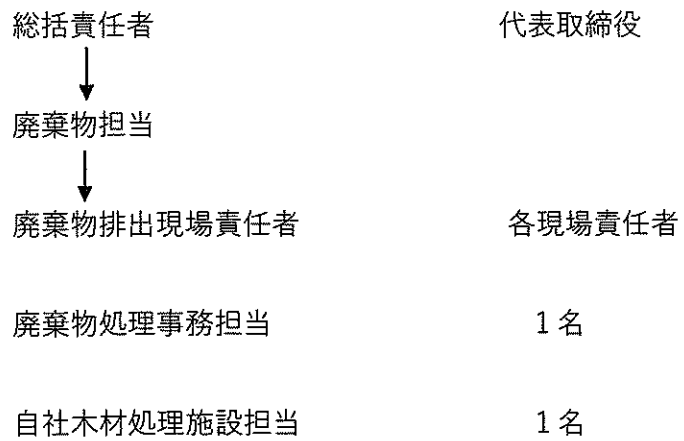 総括責任者 代表取締役
廃棄物担当
廃棄物排出現場責任者 各現場責任者
廃棄物処理事務担当 1名
自社木材処理施設担当 1名